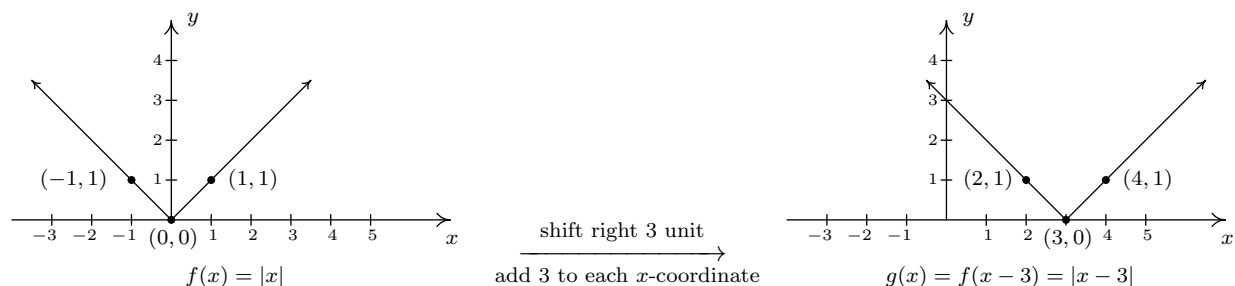 y
4
3
2
1
(−1, 1)
(1, 1)
−3 −2 −1 (0, 0) 1 2 3 4 5 x
f(x) = |x|
shift right 3 unit
add 3 to each x-coordinate
y
4
3
2
1
(2, 1)
(4, 1)
−3 −2 −1 1 2 (3, 0) 4 5 x
g(x) = f(x − 3) = |x − 3|